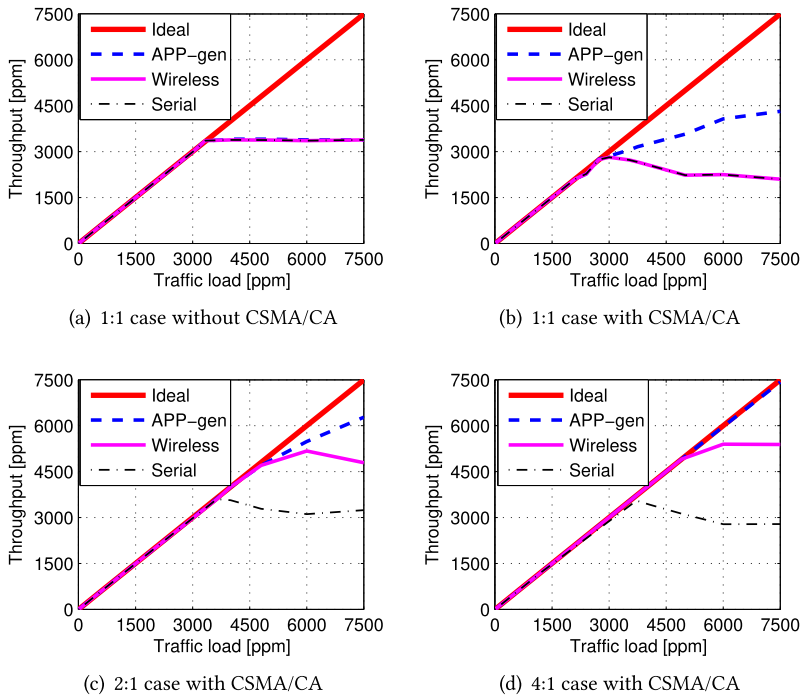 7500
6000
4500
3000
1500
0
Throughput [ppm]
Ideal
APP−gen
Wireless
Serial
0 1500 3000 4500 6000 7500
Traffic load [ppm]
(a) 1:1 case without CSMA/CA
7500
6000
4500
3000
1500
0
Throughput [ppm]
Ideal
APP−gen
Wireless
Serial
0 1500 3000 4500 6000 7500
Traffic load [ppm]
(b) 1:1 case with CSMA/CA
7500
6000
4500
3000
1500
0
Throughput [ppm]
Ideal
APP−gen
Wireless
Serial
0 1500 3000 4500 6000 7500
Traffic load [ppm]
(c) 2:1 case with CSMA/CA
7500
6000
4500
3000
1500
0
Throughput [ppm]
Ideal
APP−gen
Wireless
Serial
0 1500 3000 4500 6000 7500
Traffic load [ppm]
(d) 4:1 case with CSMA/CA